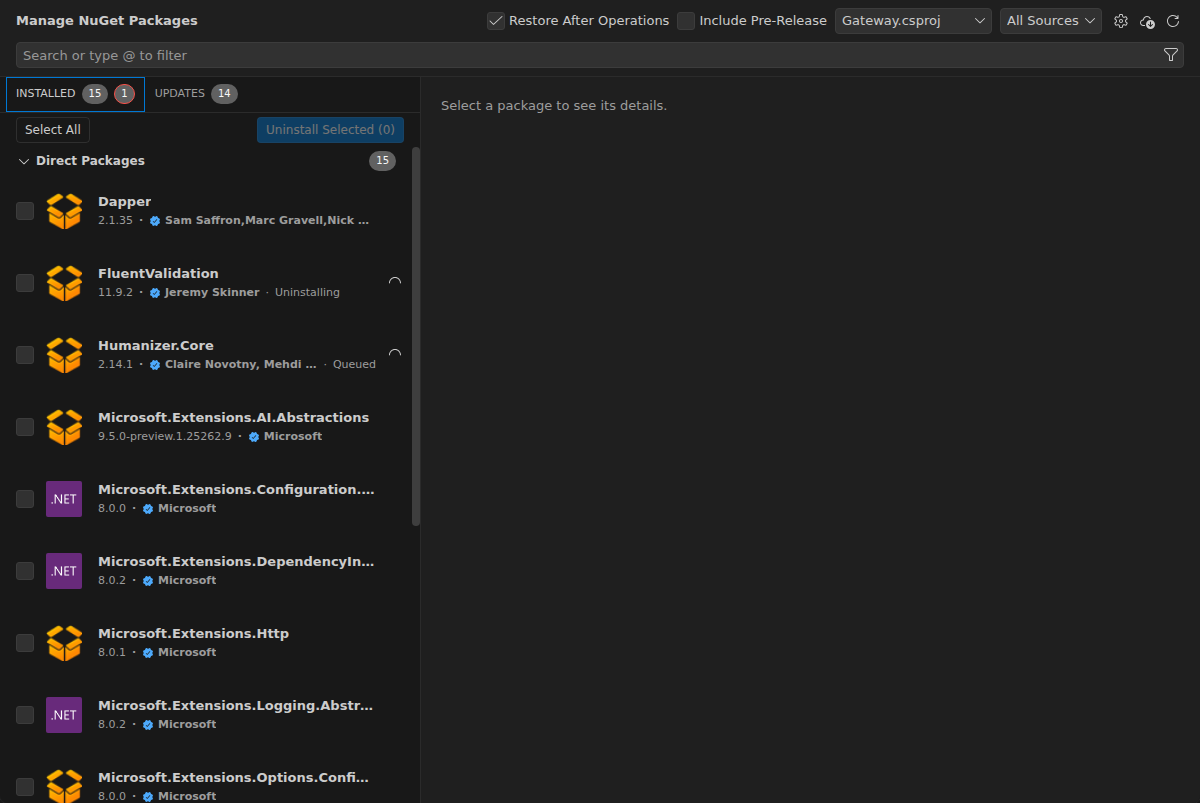 Manage NuGet Packages
Restore After Operations
Include Pre-Release
Gateway.csproj
All Sources
Search or type @ to filter
INSTALLED 15 1 UPDATES 14
Select All
Uninstall Selected (0)
Direct Packages 15
Select a package to see its details.
Dapper
2.1.35 · Sam Saffron,Marc Gravell,Nick ...
FluentValidation
11.9.2 · Jeremy Skinner · Uninstalling
Humanizer.Core
2.14.1 · Claire Novotny, Mehdi ... · Queued
Microsoft.Extensions.AI.Abstractions
9.5.0-preview.1.25262.9 · Microsoft
.NET
Microsoft.Extensions.Configuration....
8.0.0 · Microsoft
.NET
Microsoft.Extensions.DependencyIn...
8.0.2 · Microsoft
Microsoft.Extensions.Http
8.0.1 · Microsoft
.NET
Microsoft.Extensions.Logging.Abstr...
8.0.2 · Microsoft
Microsoft.Extensions.Options.Confi...
8.0.0 · Microsoft